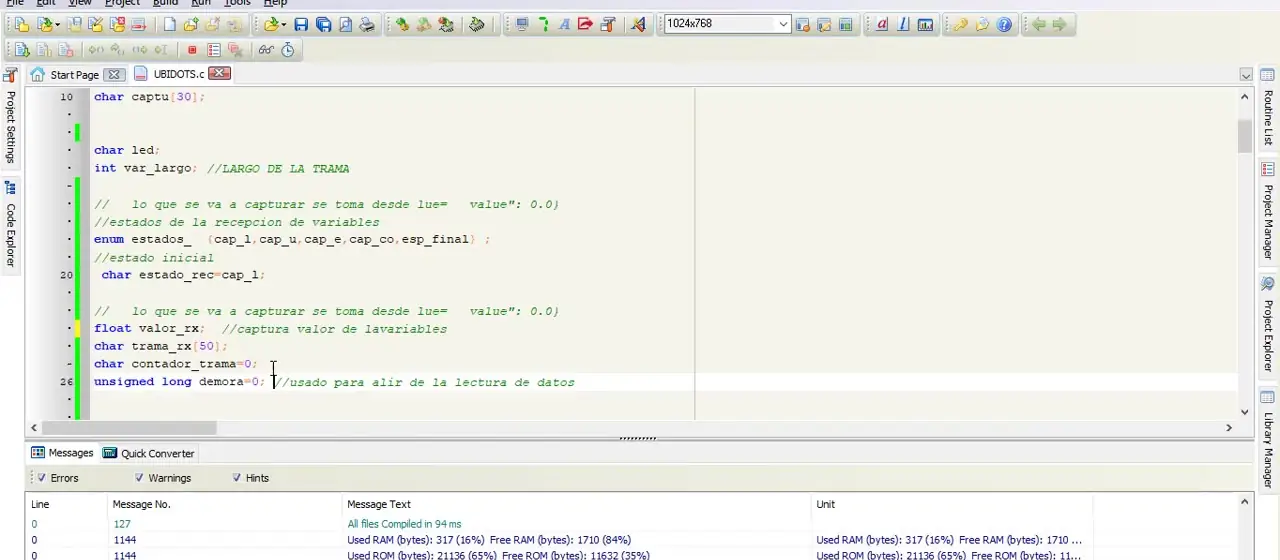 File Edit View Project Build Run Tools Help
1024x768
Start Page UBIDOTS.c
10 char captu[30];
char led;
int var_largo; //LARGO DE LA TRAMA
// lo que se va a capturar se toma desde lue= value": 0.0}
//estados de la recepcion de variables
enum estados_ {cap_l,cap_u,cap_e,cap_co,esp_final} ;
//estado inicial
20 char estado_rec=cap_l;
// lo que se va a capturar se toma desde lue= value": 0.0}
float valor_rx; //captura valor de lavariables
char trama_rx[50];
char contador_trama=0;
26 unsigned long demora=0; //usado para alir de la lectura de datos
Project Settings
Code Explorer
Routine List
Project Manager
Project Explorer
Library Manager
Messages Quick Converter
Errors Warnings Hints
Line Message No. Message Text Unit
0 127 All files Compiled in 94 ms
0 1144 Used RAM (bytes): 317 (16%) Free RAM (bytes): 1710 (84%) Used RAM (bytes): 317 (16%) Free RAM (bytes): 1710 ...
0 1144 Used ROM (bytes): 21136 (65%) Free ROM (bytes): 11632 (35%) Used ROM (bytes): 21136 (65%) Free ROM (bytes): 11...